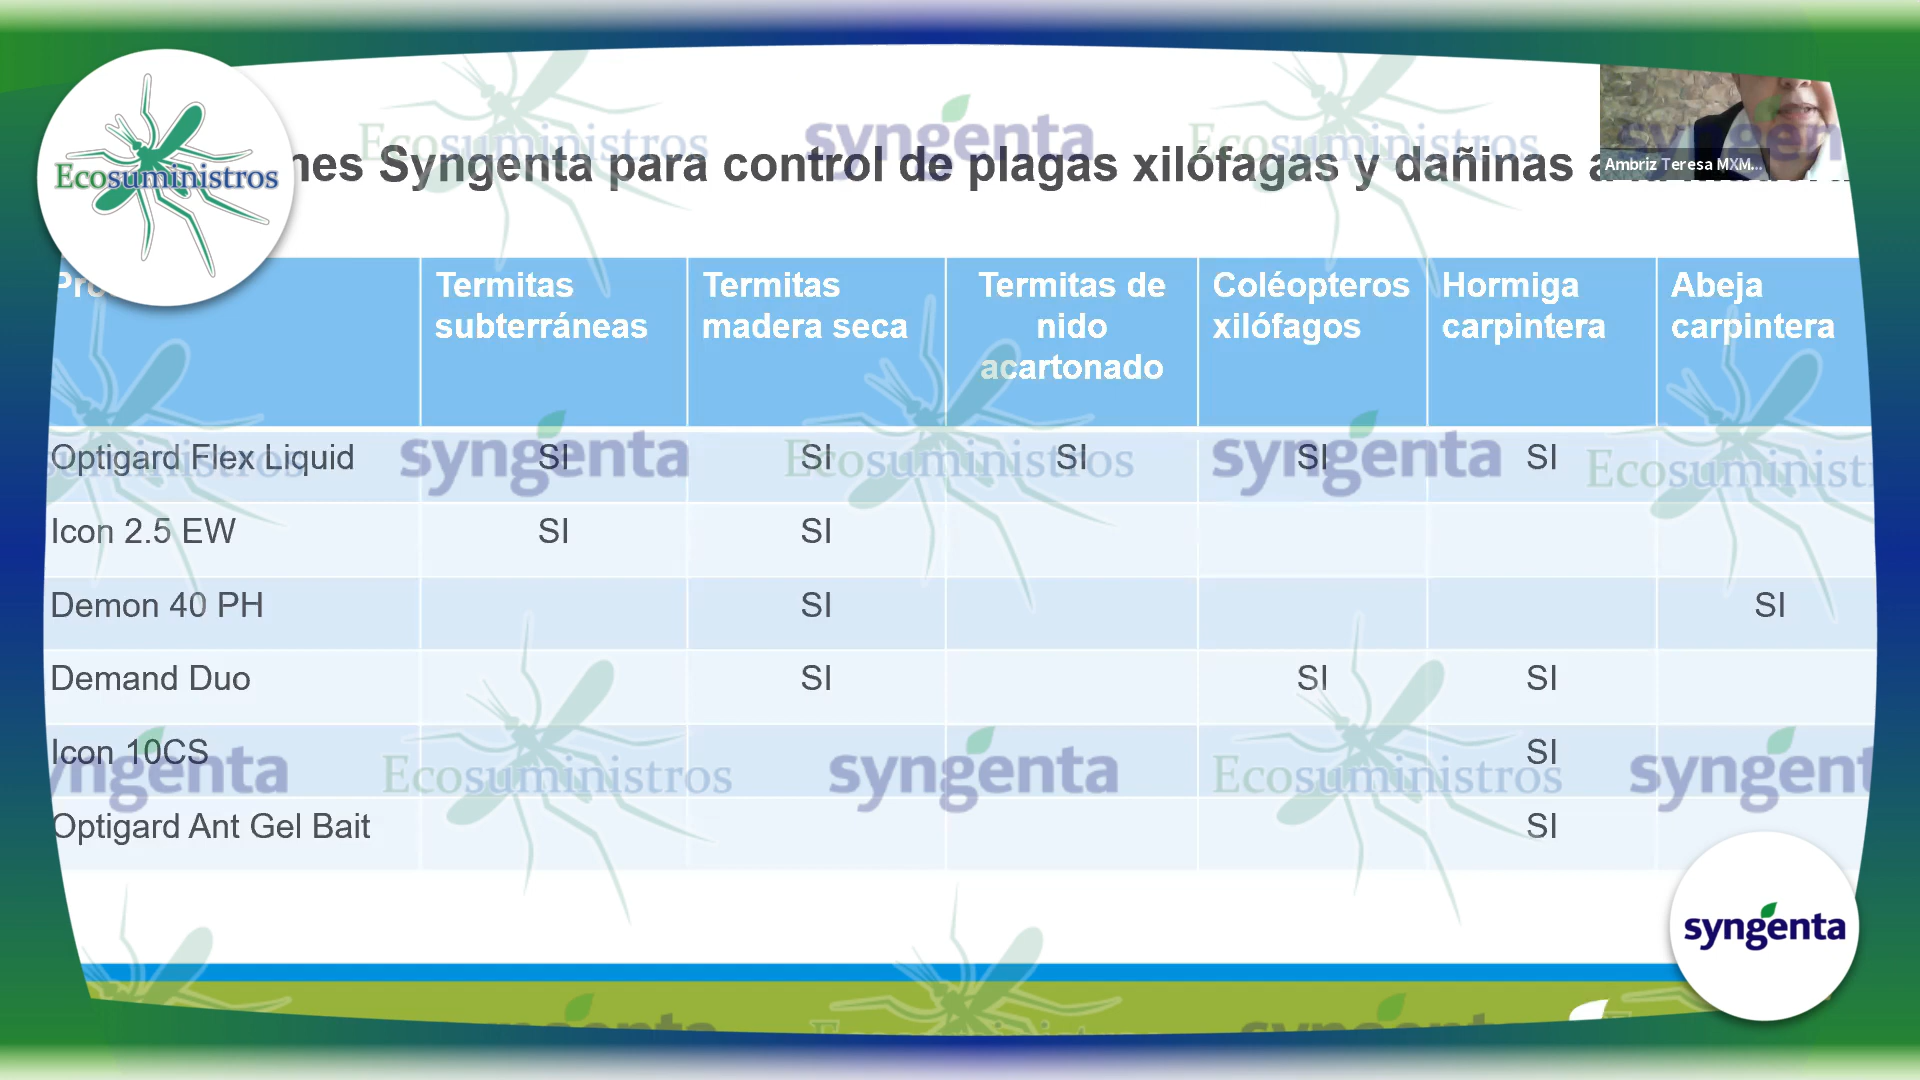 Ecosuministros
nes Syngenta para control de plagas xilófagas y dañinas a
Ambriz Teresa MXM...
Termitas subterráneas
Termitas madera seca
Termitas de nido acartonado
Coléopteros xilófagos
Hormiga carpintera
Abeja carpintera
Optigard Flex Liquid SI SI SI SI SI
Icon 2.5 EW SI SI
Demon 40 PH SI SI
Demand Duo SI SI SI
Icon 10CS SI
Optigard Ant Gel Bait SI
syngenta